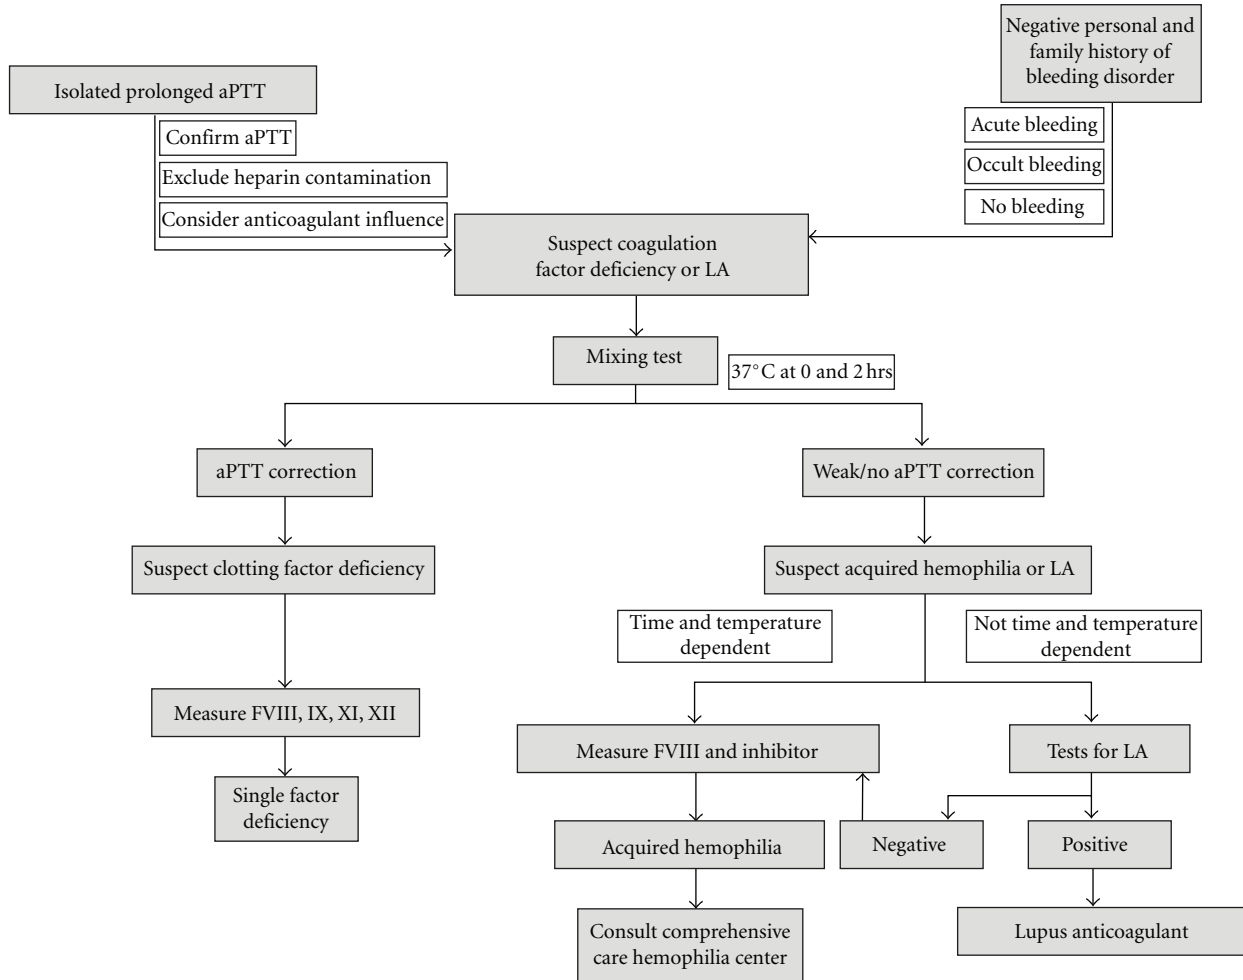 Negative personal and
family history of
bleeding disorder
Isolated prolonged aPTT
Confirm aPTT
Exclude heparin contamination
Consider anticoagulant influence
Acute bleeding
Occult bleeding
No bleeding
Suspect coagulation
factor deficiency or LA
Mixing test
37°C at 0 and 2 hrs
aPTT correction
Weak/no aPTT correction
Suspect clotting factor deficiency
Suspect acquired hemophilia or LA
Time and temperature
dependent
Not time and temperature
dependent
Measure FVIII, IX, XI, XII
Measure FVIII and inhibitor
Tests for LA
Single factor
deficiency
Acquired hemophilia
Negative
Positive
Consult comprehensive
care hemophilia center
Lupus anticoagulant